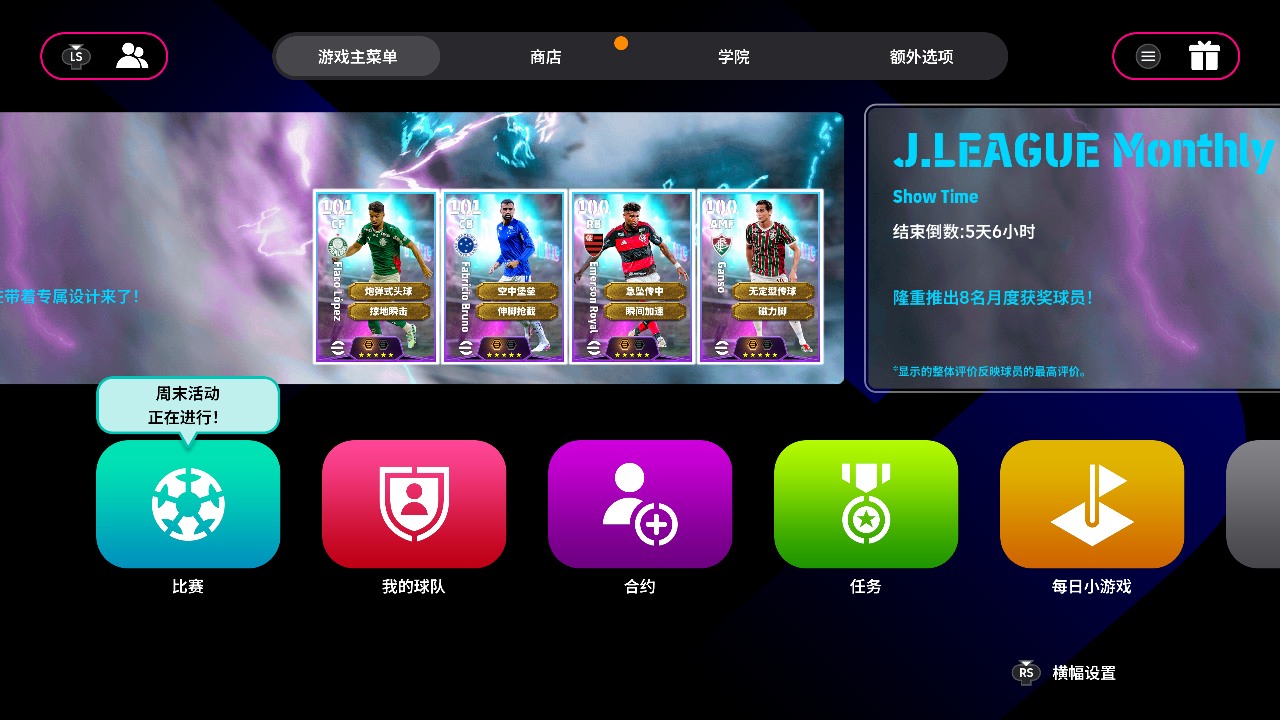 LS
游戏主菜单
商店
学院
额外选项
正带着专属设计来了!
101
CF
Flaco López
炮弹式头球
掠地瞬击
101
CB
Fabrício Bruno
空中堡垒
伸脚抢截
100
RB
Emerson Royal
急坠传中
瞬间加速
100
AMF
Ganso
无定型传球
磁力脚
J.LEAGUE Monthly
Show Time
结束倒数:5天6小时
隆重推出8名月度获奖球员!
*显示的整体评价反映球员的最高评价。
周末活动
正在进行!
比赛
我的球队
合约
任务
每日小游戏
RS
横幅设置